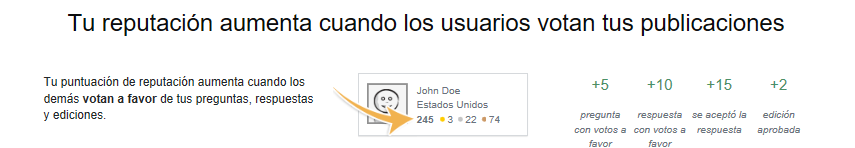 Tu reputación aumenta cuando los usuarios votan tus publicaciones
Tu puntuación de reputación aumenta cuando los
demás votan a favor de tus preguntas, respuestas
y ediciones.
John Doe
Estados Unidos
245 3 22 74
+5 +10 +15 +2
pregunta respuesta se aceptó la edición
con votos a con votos a respuesta aprobada
favor favor